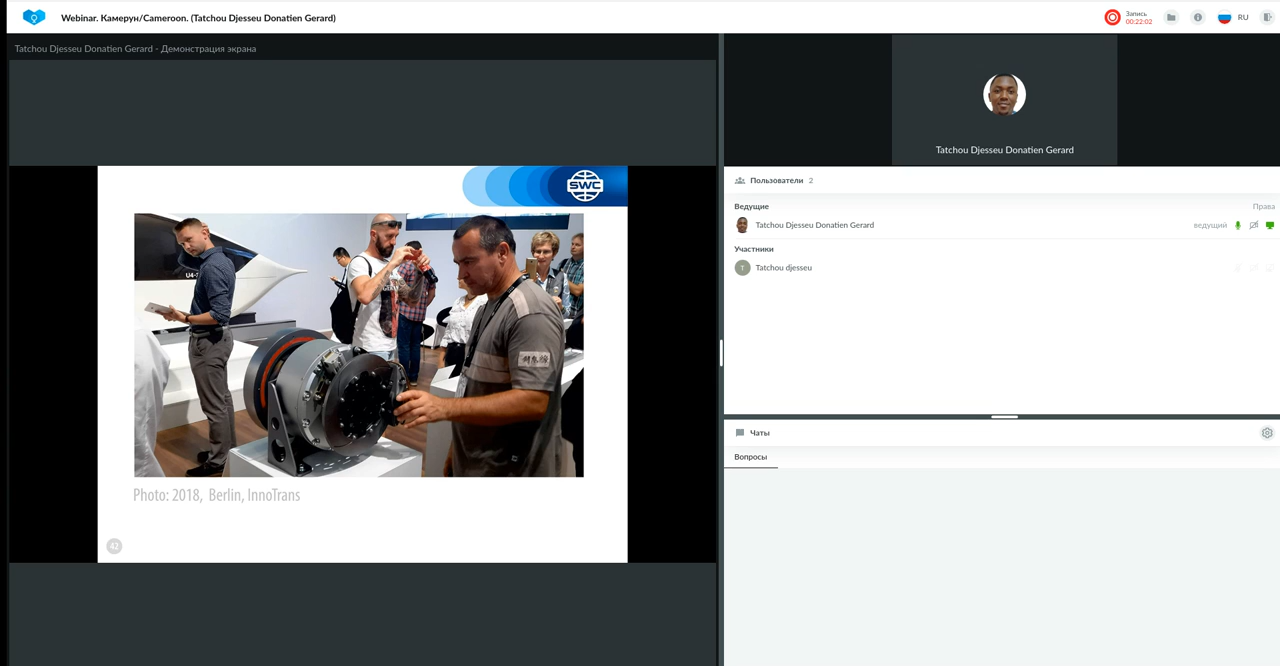 Webinar. Камерун/Cameroon. (Tatchou Djesseu Donatien Gerard)
Запись
00:22:02
RU
Tatchou Djesseu Donatien Gerard - Демонстрация экрана
SWC
U4-
Photo: 2018, Berlin, InnoTrans
42
Tatchou Djesseu Donatien Gerard
Пользователи 2
Ведущие Права
Tatchou Djesseu Donatien Gerard ведущий
Участники
T Tatchou djesseu
Чаты
Вопросы